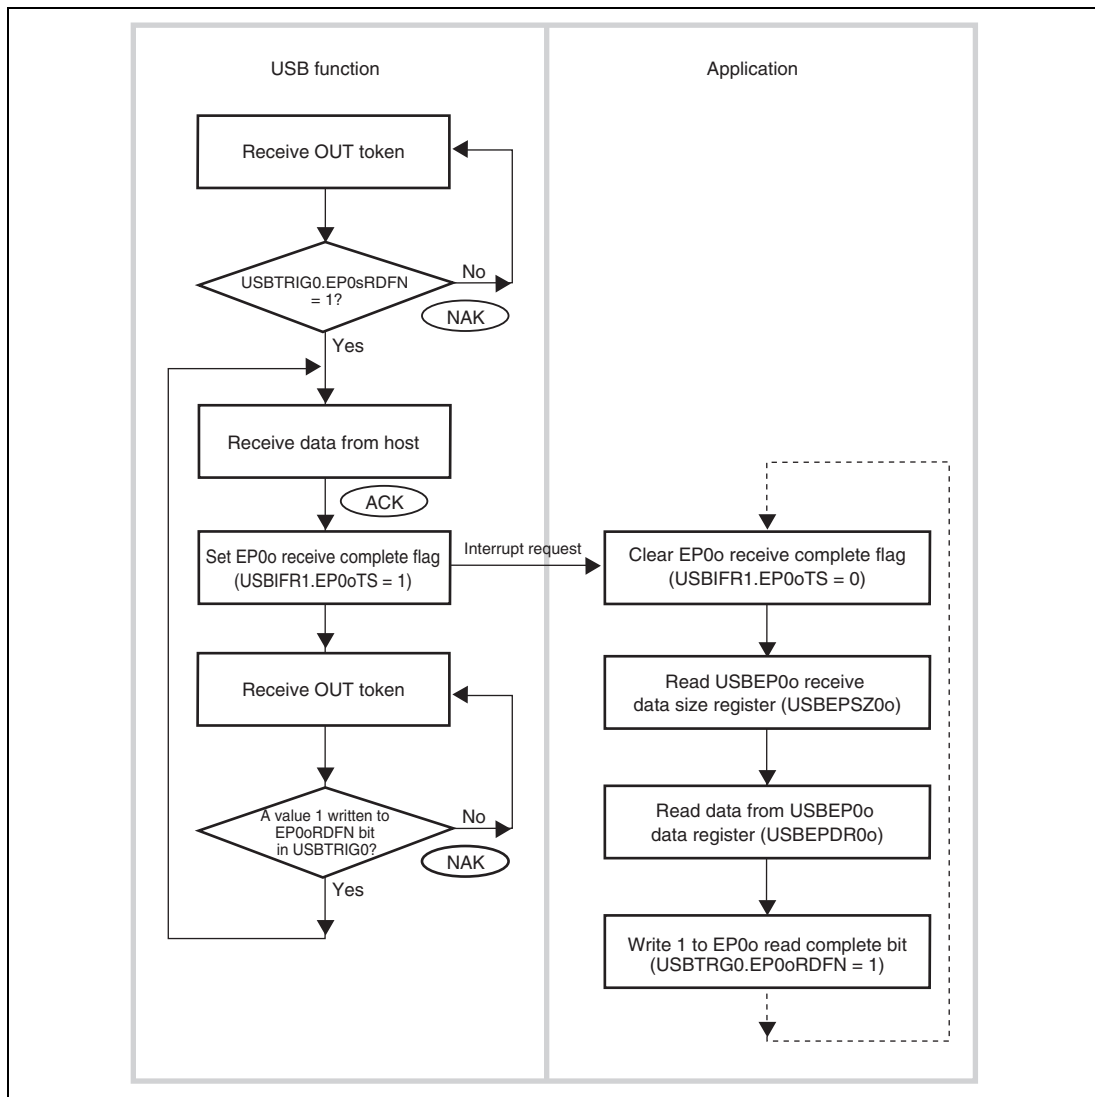 USB function
Application
Receive OUT token
USBTRIG0.EP0sRDFN
= 1?
No
NAK
Yes
Receive data from host
ACK
Set EP0o receive complete flag
(USBIFR1.EP0oTS = 1)
Interrupt request
Clear EP0o receive complete flag
(USBIFR1.EP0oTS = 0)
Receive OUT token
Read USBEP0o receive
data size register (USBEPSZ0o)
A value 1 written to
EP0oRDFN bit
in USBTRIG0?
No
NAK
Yes
Read data from USBEP0o
data register (USBEPDR0o)
Write 1 to EP0o read complete bit
(USBTRG0.EP0oRDFN = 1)